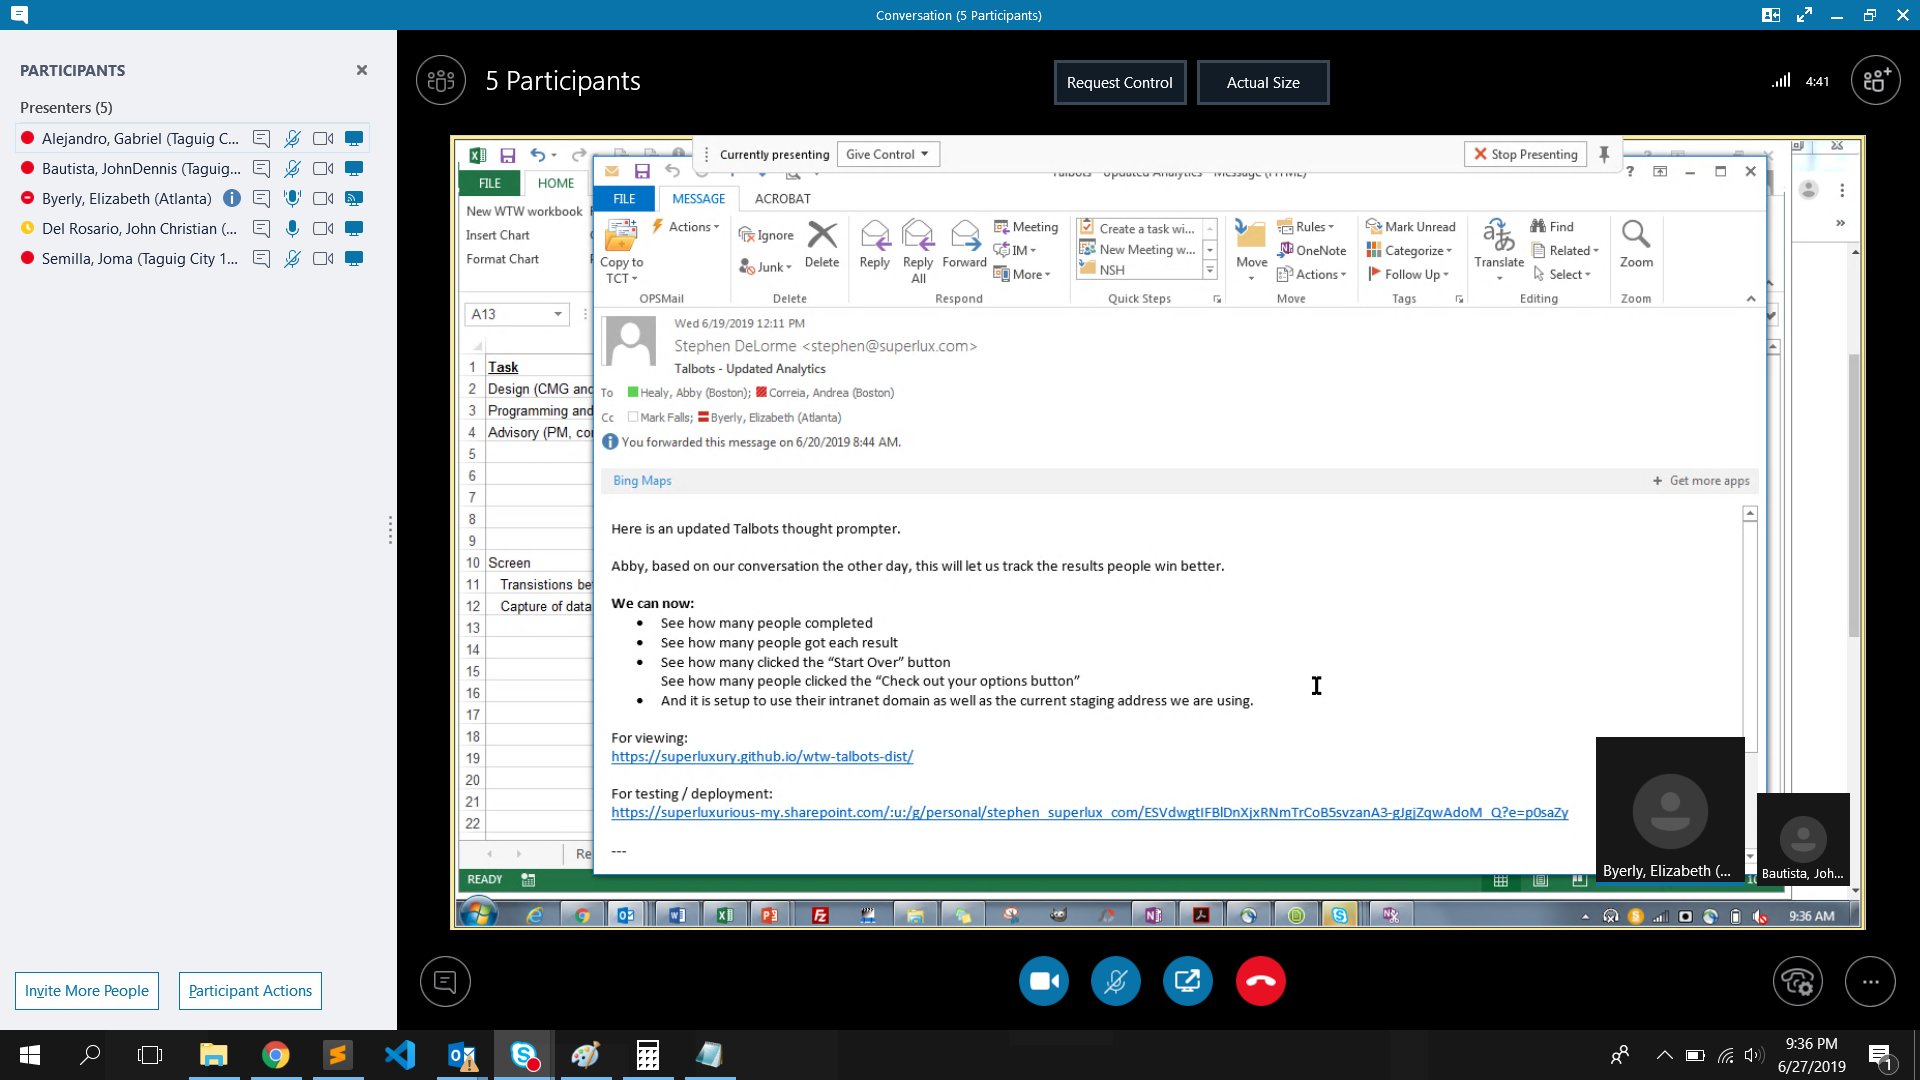 Conversation (5 Participants)
PARTICIPANTS
Presenters (5)
Alejandro, Gabriel (Taguig C...
Bautista, JohnDennis (Taguig...
Byerly, Elizabeth (Atlanta)
Del Rosario, John Christian (...
Semilla, Joma (Taguig City 1...
Invite More People
Participant Actions
5 Participants
Request Control
Actual Size
4:41
Currently presenting
Give Control
Stop Presenting
FILE
HOME
New WTW workbook
Insert Chart
Format Chart
A13
1 Task
2 Design (CMG and
3 Programming and
4 Advisory (PM, co
5
6
7
8
9
10 Screen
11 Transistions be
12 Capture of data
13
14
15
16
17
18
19
20
21
22
Re
READY
Talbots - Updated Analytics - Message (HTML)
FILE
MESSAGE
ACROBAT
Copy to TCT
Actions
OPSMail
Ignore
Junk
Delete
Delete
Reply
Reply All
Forward
Meeting
IM
More
Respond
Create a task wi...
New Meeting w...
NSH
Quick Steps
Move
Rules
OneNote
Actions
Move
Mark Unread
Categorize
Follow Up
Tags
Translate
Find
Related
Select
Editing
Zoom
Zoom
Wed 6/19/2019 12:11 PM
Stephen DeLorme <stephen@superlux.com>
Talbots - Updated Analytics
To Healy, Abby (Boston); Correia, Andrea (Boston)
Cc Mark Falls; Byerly, Elizabeth (Atlanta)
You forwarded this message on 6/20/2019 8:44 AM.
Bing Maps
+ Get more apps
Here is an updated Talbots thought prompter.
Abby, based on our conversation the other day, this will let us track the results people win better.
We can now:
• See how many people completed
• See how many people got each result
• See how many clicked the “Start Over” button
See how many people clicked the “Check out your options button”
• And it is setup to use their intranet domain as well as the current staging address we are using.
For viewing:
https://superluxury.github.io/wtw-talbots-dist/
For testing / deployment:
https://superluxurious-my.sharepoint.com/:u:/g/personal/stephen_superlux_com/ESVdwgtIFBlDnXjxRNmTrCoB5svzanA3-gJgjZqwAdoM_Q?e=p0saZy
---
Byerly, Elizabeth (...
Bautista, Joh...
9:36 AM
9:36 PM
6/27/2019
1